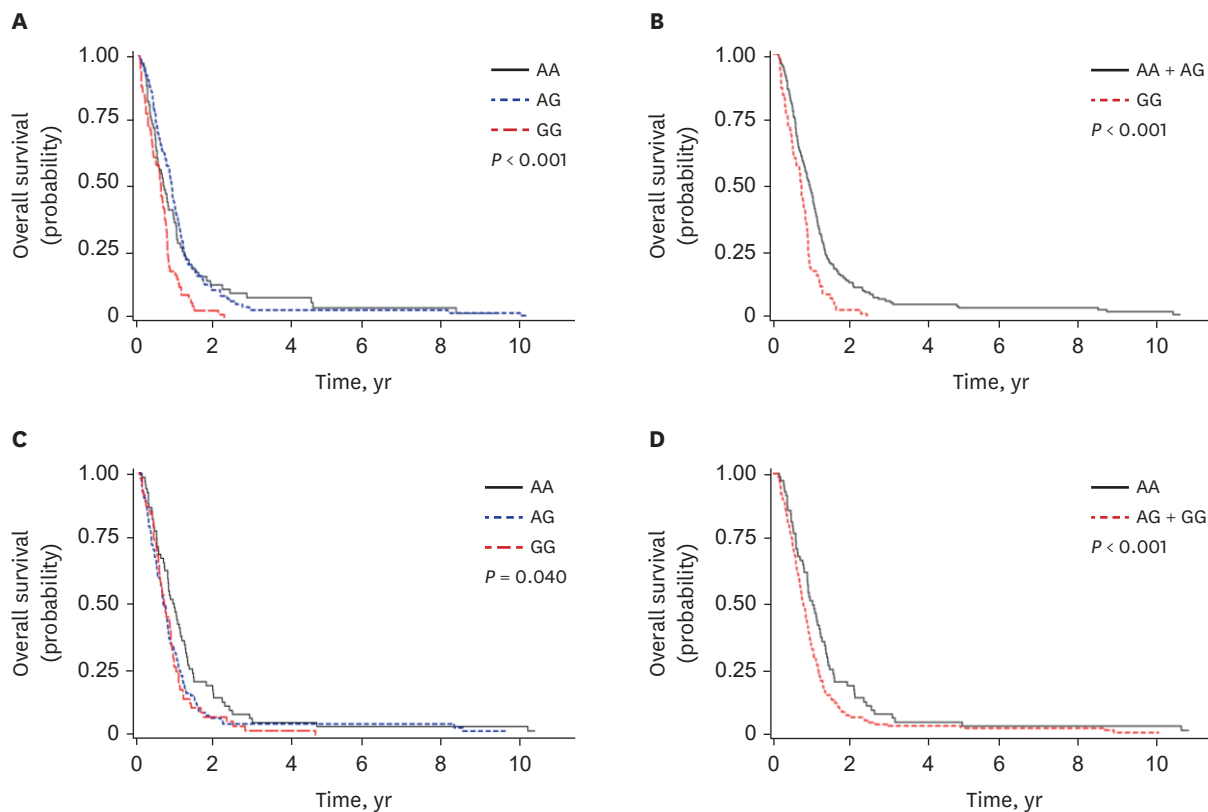 A
Overall survival
(probability)
1.00
0.75
0.50
0.25
0
AA
AG
GG
P < 0.001
0 2 4 6 8 10
Time, yr
B
Overall survival
(probability)
1.00
0.75
0.50
0.25
0
AA + AG
GG
P < 0.001
0 2 4 6 8 10
Time, yr
C
Overall survival
(probability)
1.00
0.75
0.50
0.25
0
AA
AG
GG
P = 0.040
0 2 4 6 8 10
Time, yr
D
Overall survival
(probability)
1.00
0.75
0.50
0.25
0
AA
AG + GG
P < 0.001
0 2 4 6 8 10
Time, yr